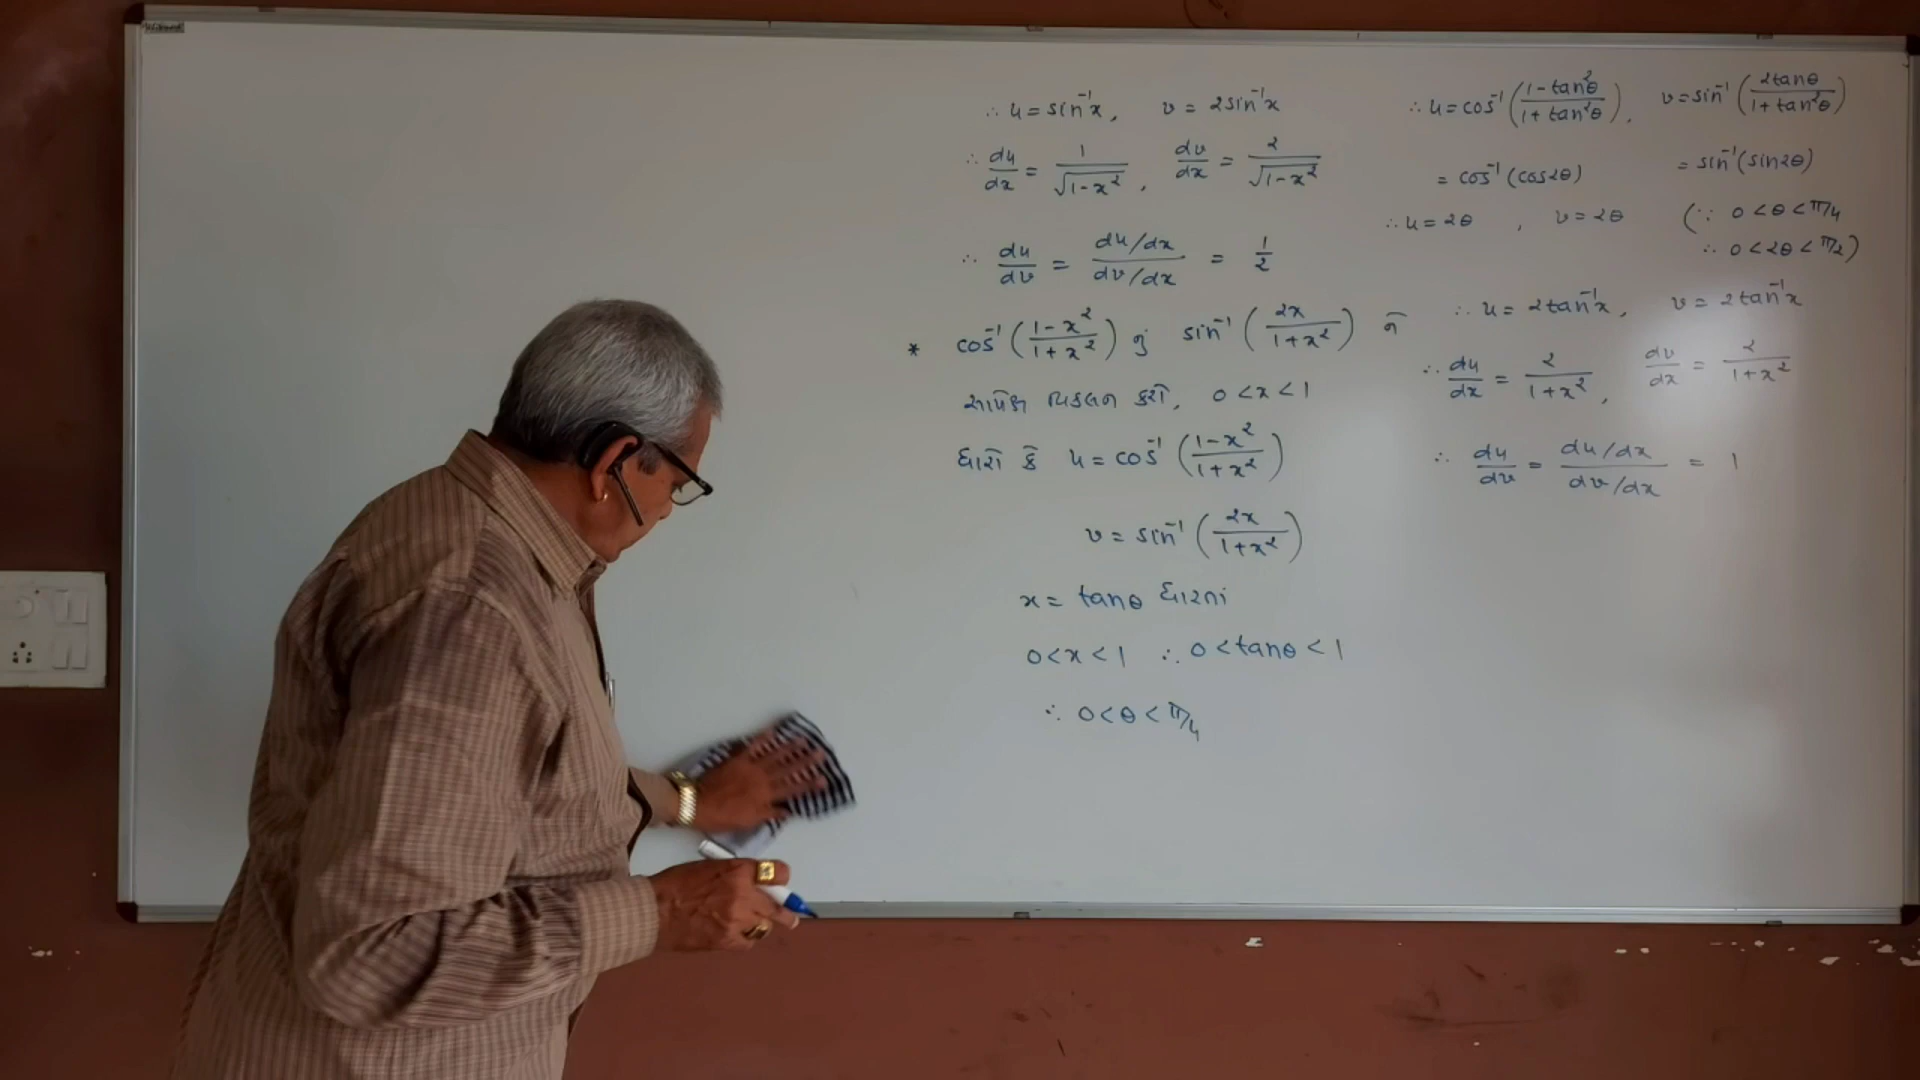 ∴ u = sin⁻¹x, v = 2sin⁻¹x
∴ du/dx = 1/√(1-x²), dv/dx = 2/√(1-x²)
∴ du/dv = (du/dx)/(dv/dx) = 1/2
* cos⁻¹((1-x²)/(1+x²)) નું sin⁻¹(2x/(1+x²)) ને
સાપેક્ષ વિકલન કરો, 0<x<1
ધારો કે u = cos⁻¹((1-x²)/(1+x²))
v = sin⁻¹(2x/(1+x²))
x = tanθ ધારતાં
0<x<1 ∴ 0<tanθ<1
∴ 0<θ<π/4
∴ u = cos⁻¹((1-tan²θ)/(1+tan²θ)), v = sin⁻¹(2tanθ/(1+tan²θ))
= cos⁻¹(cos2θ) = sin⁻¹(sin2θ)
∴ u = 2θ, v = 2θ (∵ 0<θ<π/4
∴ 0<2θ<π/2)
∴ u = 2tan⁻¹x, v = 2tan⁻¹x
∴ du/dx = 2/(1+x²), dv/dx = 2/(1+x²)
∴ du/dv = (du/dx)/(dv/dx) = 1